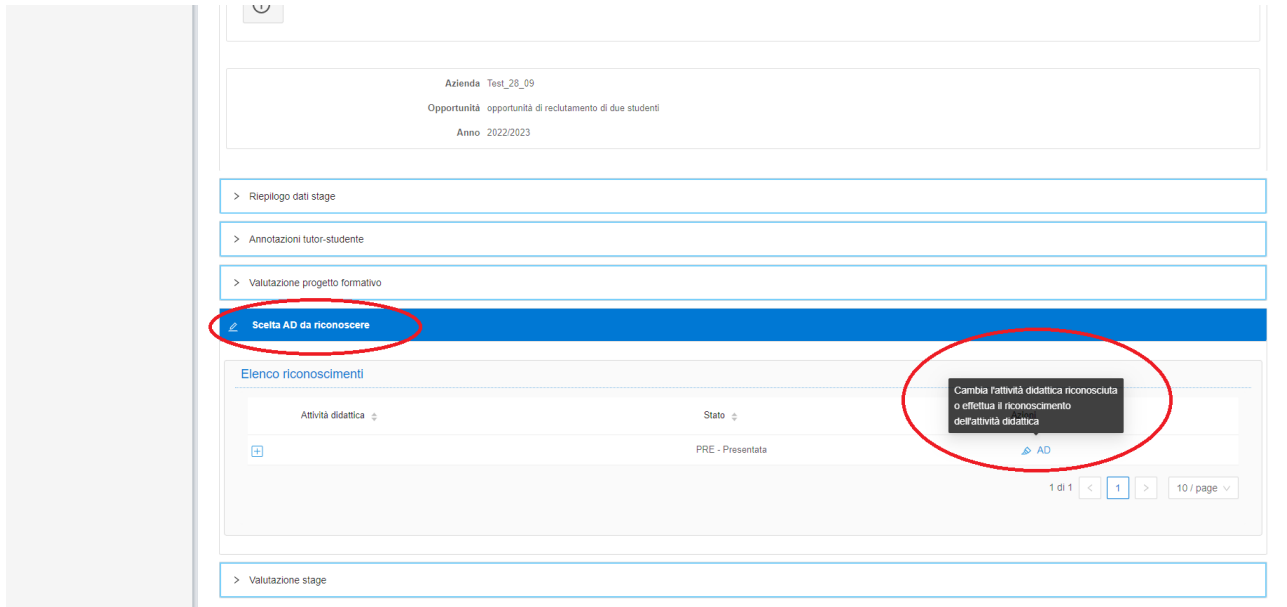 Azienda Test_28_09
Opportunità opportunità di reclutamento di due studenti
Anno 2022/2023
> Riepilogo dati stage
> Annotazioni tutor-studente
> Valutazione progetto formativo
Scelta AD da riconoscere
Elenco riconoscimenti
Cambia l'attività didattica riconosciuta
o effettua il riconoscimento
dell'attività didattica
Attività didattica Stato
PRE - Presentata AD
1 di 1 < 1 > 10 / page
> Valutazione stage